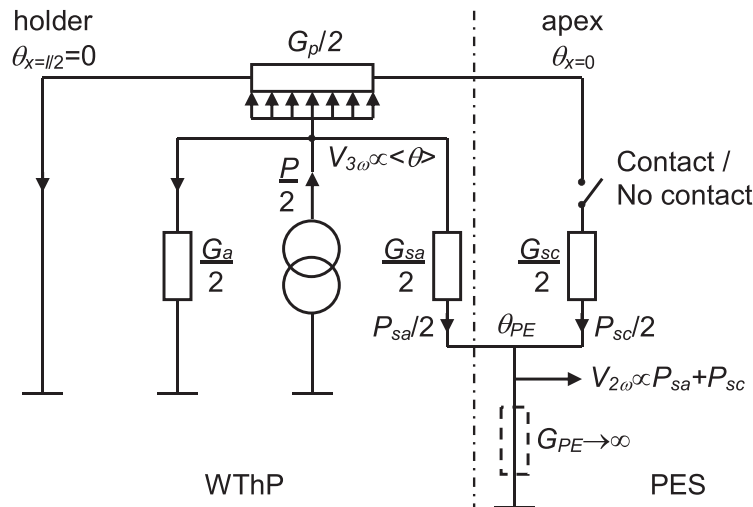 holder
θx=l/2=0
Gp/2
apex
θx=0
V3ω∝<θ>
P
2
Contact /
No contact
Ga
2
Gsa
2
Gsc
2
Psa/2
θPE
Psc/2
V2ω∝Psa+Psc
GPE→∞
WThP
PES